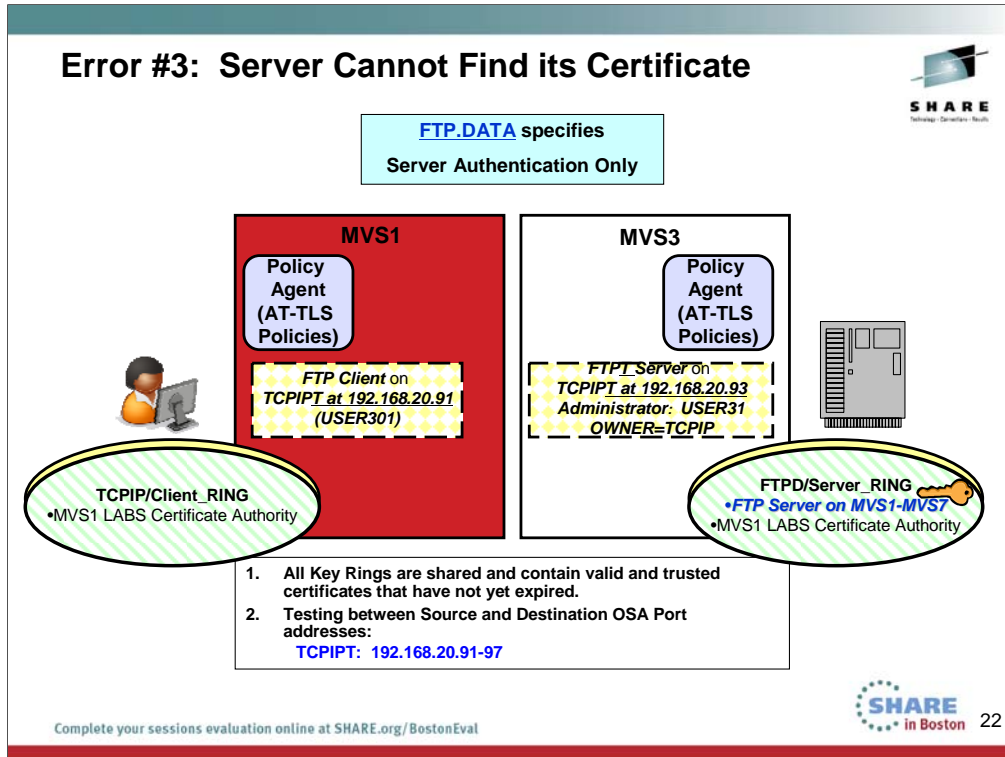 Error #3: Server Cannot Find its Certificate
SHARE
Technology - Connections - Results
FTP.DATA specifies
Server Authentication Only
MVS1
Policy
Agent
(AT-TLS
Policies)
FTP Client on
TCPIPT at 192.168.20.91
(USER301)
MVS3
Policy
Agent
(AT-TLS
Policies)
FTPT Server on
TCPIPT at 192.168.20.93
Administrator: USER31
OWNER=TCPIP
TCPIP/Client_RING
•MVS1 LABS Certificate Authority
FTPD/Server_RING
•FTP Server on MVS1-MVS7
•MVS1 LABS Certificate Authority
1. All Key Rings are shared and contain valid and trusted
certificates that have not yet expired.
2. Testing between Source and Destination OSA Port
addresses:
TCPIPT: 192.168.20.91-97
Complete your sessions evaluation online at SHARE.org/BostonEval
SHARE
in Boston
22